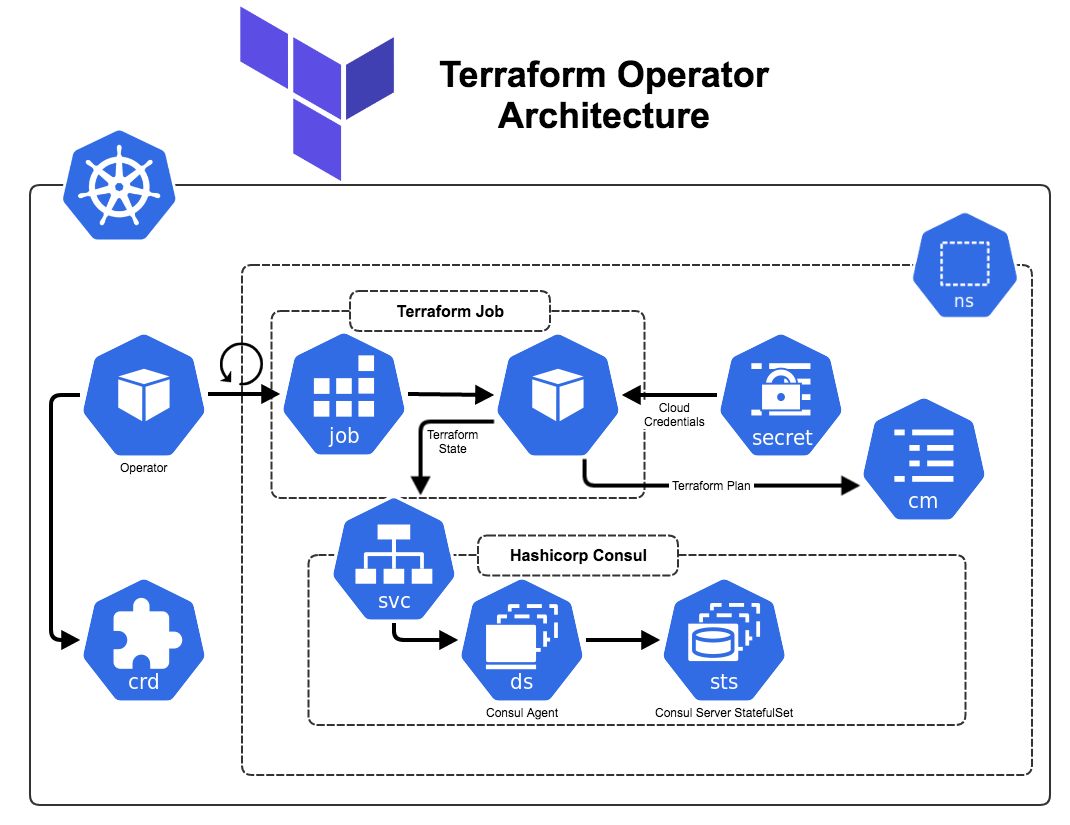 Terraform Operator
Architecture
ns
Terraform Job
job
Operator
Terraform
State
Cloud
Credentials
secret
Terraform Plan
cm
Hashicorp Consul
svc
crd
ds
Consul Agent
sts
Consul Server StatefulSet